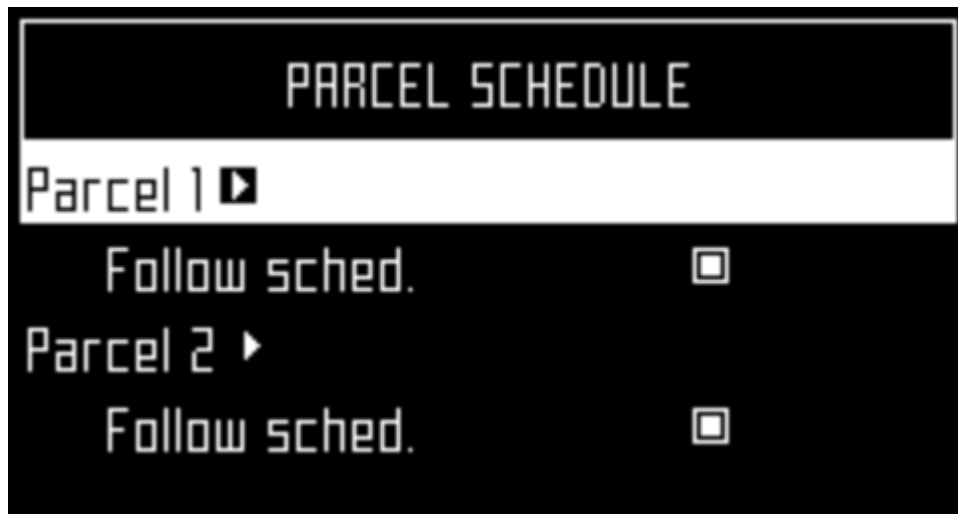 PARCEL SCHEDULE
Parcel 1
Follow sched.
Parcel 2
Follow sched.